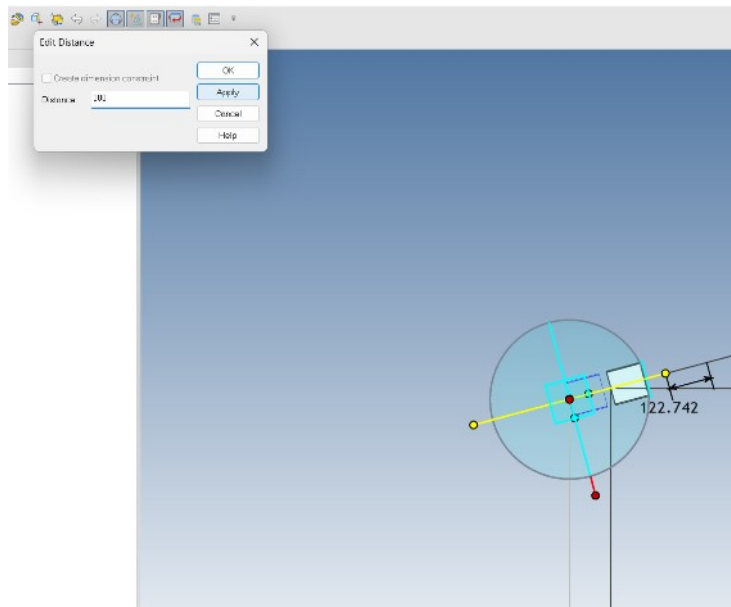 Edit Distance
Create dimension constraint
Distance
OK
Apply
Cancel
Help
122.742